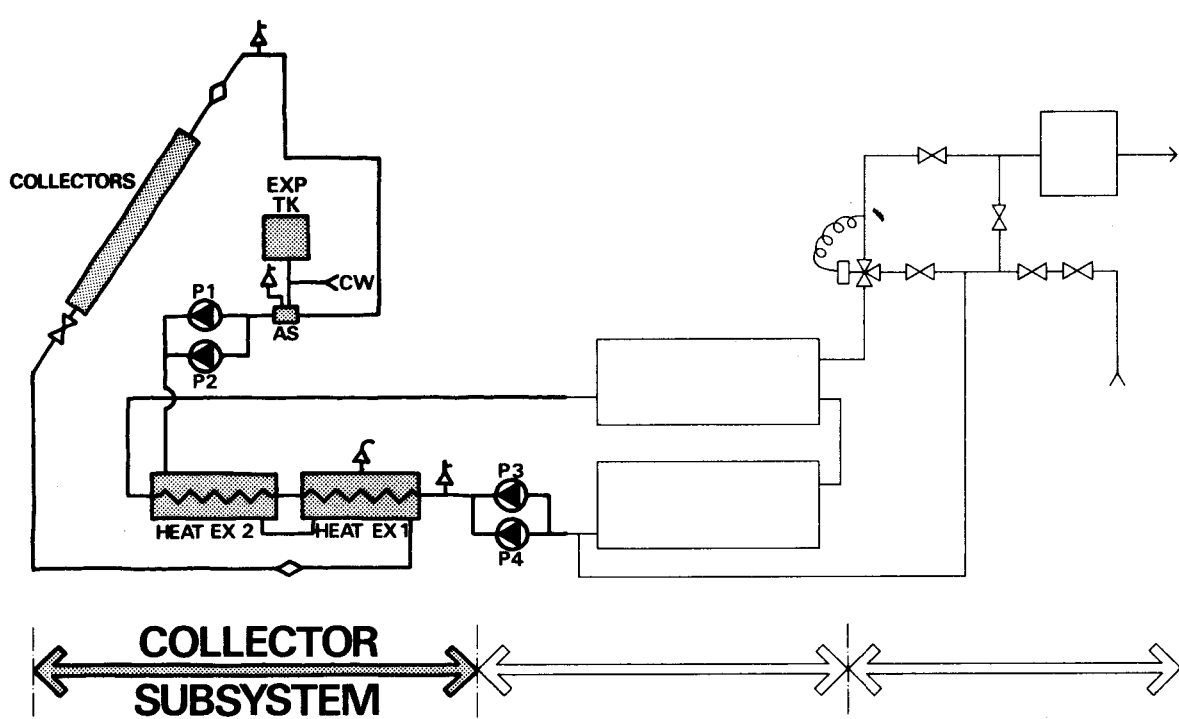 COLLECTORS
EXP
TK
CW
P1
AS
P2
P3
HEAT EX 2
HEAT EX 1
P4
COLLECTOR
SUBSYSTEM